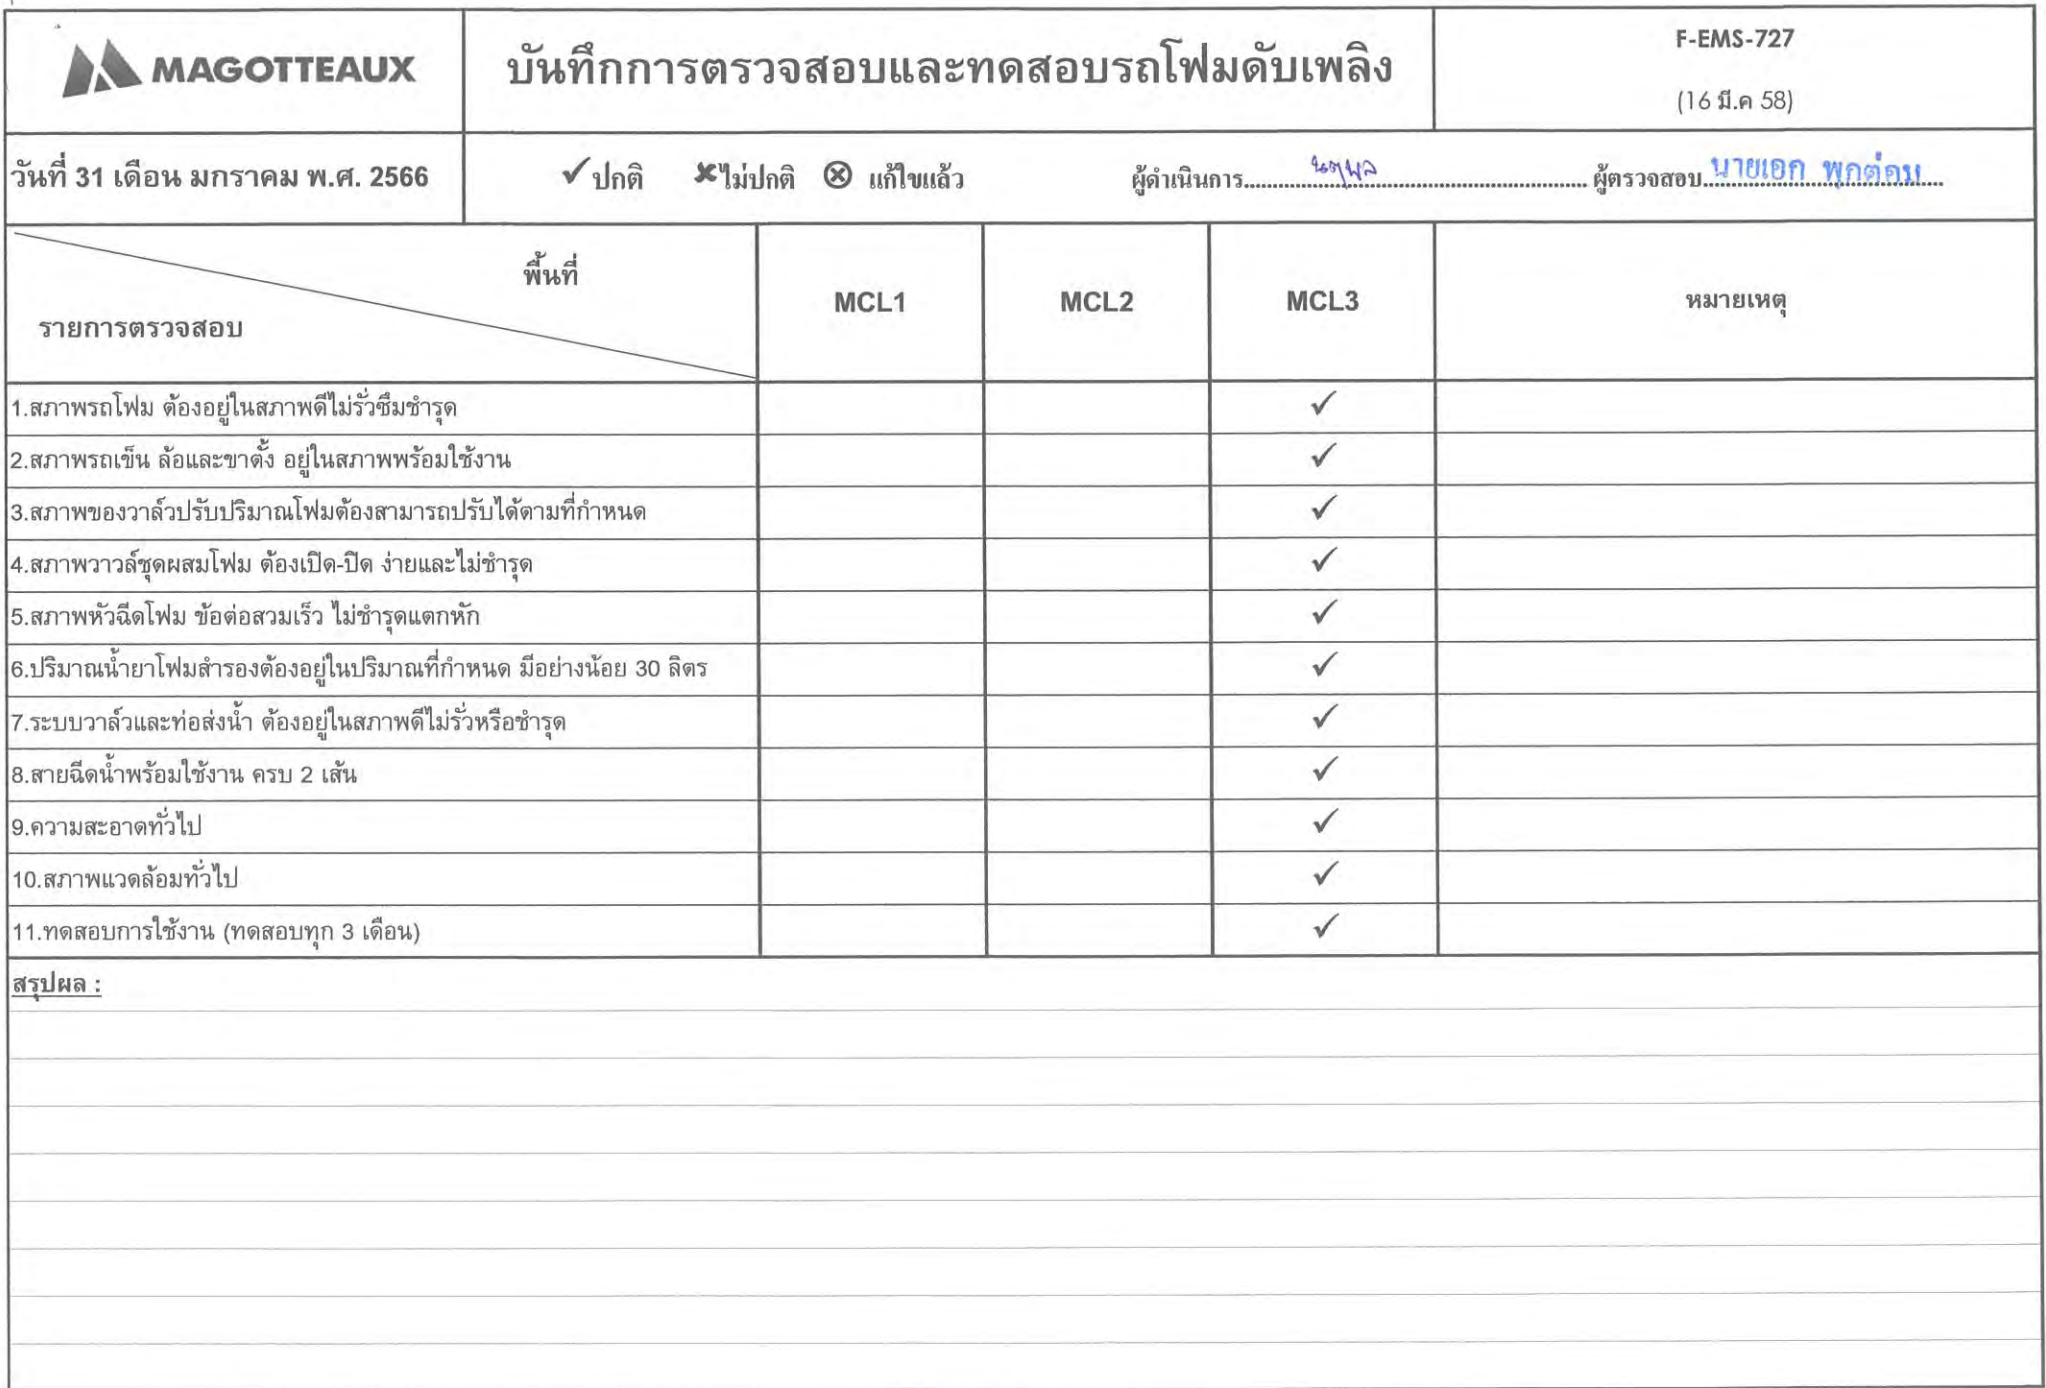 MAGOTTEAUX
บันทึกการตรวจสอบและทดสอบรถโฟมดับเพลิง
F-EMS-727
(16 มี.ค 58)
วันที่ 31 เดือน มกราคม พ.ศ. 2566
✓ ปกติ ✖ ไม่ปกติ ⊗ แก้ไขแล้ว ผู้ดำเนินการ.......... ผู้ตรวจสอบ..นายเอก พุกต่อม....
พื้นที่
รายการตรวจสอบ
MCL1 MCL2 MCL3 หมายเหตุ
1.สภาพรถโฟม ต้องอยู่ในสภาพดีไม่รั่วซึมชำรุด ✓
2.สภาพรถเข็น ล้อและขาตั้ง อยู่ในสภาพพร้อมใช้งาน ✓
3.สภาพของวาล์วปรับปริมาณโฟมต้องสามารถปรับได้ตามที่กำหนด ✓
4.สภาพวาวล์ชุดผสมโฟม ต้องเปิด-ปิด ง่ายและไม่ชำรุด ✓
5.สภาพหัวฉีดโฟม ข้อต่อสวมเร็ว ไม่ชำรุดแตกหัก ✓
6.ปริมาณน้ำยาโฟมสำรองต้องอยู่ในปริมาณที่กำหนด มีอย่างน้อย 30 ลิตร ✓
7.ระบบวาล์วและท่อส่งน้ำ ต้องอยู่ในสภาพดีไม่รั่วหรือชำรุด ✓
8.สายฉีดน้ำพร้อมใช้งาน ครบ 2 เส้น ✓
9.ความสะอาดทั่วไป ✓
10.สภาพแวดล้อมทั่วไป ✓
11.ทดสอบการใช้งาน (ทดสอบทุก 3 เดือน) ✓
สรุปผล :